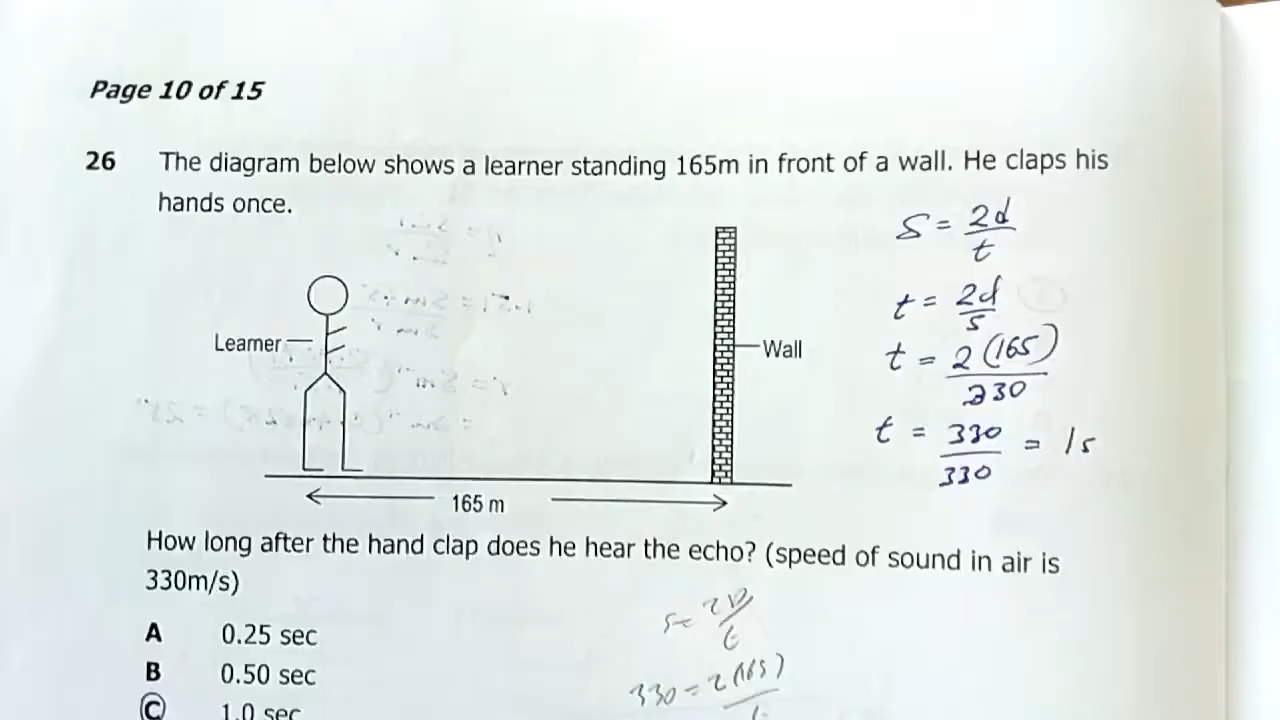 Page 10 of 15
26 The diagram below shows a learner standing 165m in front of a wall. He claps his
hands once.
S = 2d/t
t = 2d/s
Learner
Wall
t = 2(165)/330
t = 330/330 = 1s
165 m
How long after the hand clap does he hear the echo? (speed of sound in air is
330m/s)
A 0.25 sec
B 0.50 sec
C 1.0 sec
s = 2D/t
330 = 2(165)/t